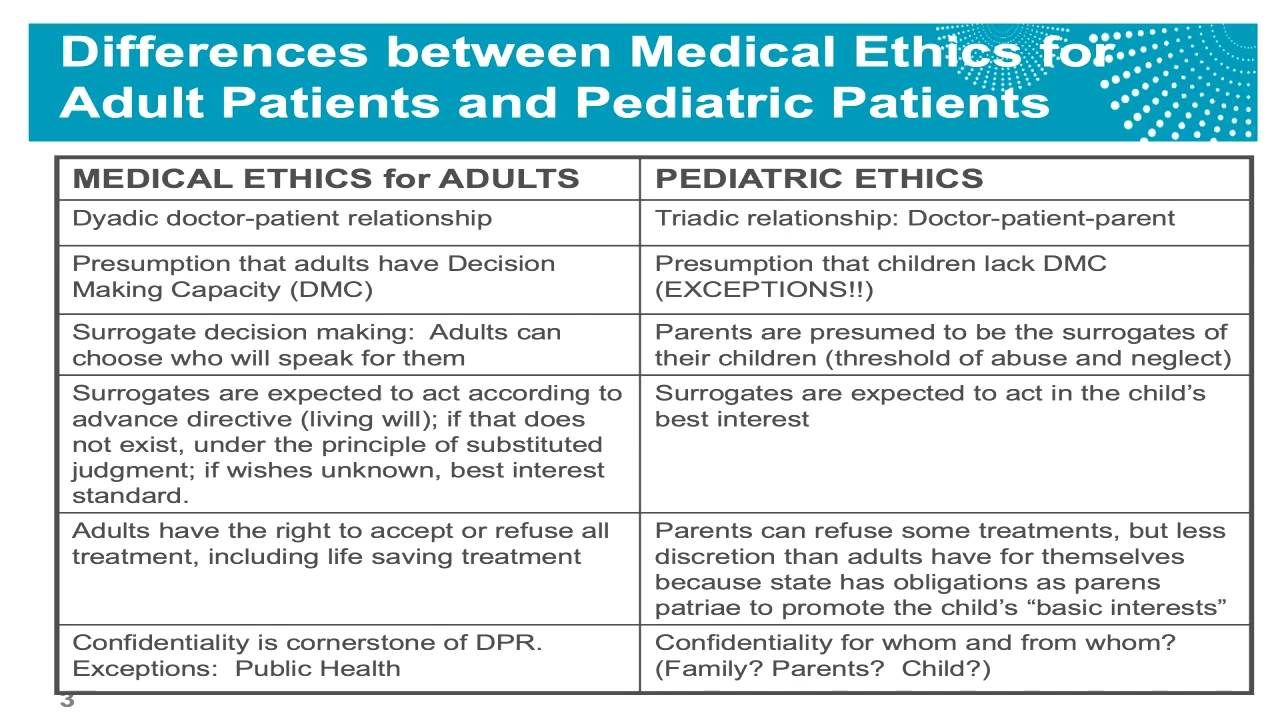 Differences between Medical Ethics for
Adult Patients and Pediatric Patients
MEDICAL ETHICS for ADULTS
PEDIATRIC ETHICS
Dyadic doctor-patient relationship
Triadic relationship: Doctor-patient-parent
Presumption that adults have Decision
Making Capacity (DMC)
Presumption that children lack DMC
(EXCEPTIONS!!)
Surrogate decision making:  Adults can
choose who will speak for them
Parents are presumed to be the surrogates of
their children (threshold of abuse and neglect)
Surrogates are expected to act according to
advance directive (living will); if that does
not exist, under the principle of substituted
judgment; if wishes unknown, best interest
standard.
Surrogates are expected to act in the child’s
best interest
Adults have the right to accept or refuse all
treatment, including life saving treatment
Parents can refuse some treatments, but less
discretion than adults have for themselves
because state has obligations as parens
patriae to promote the child’s “basic interests”
Confidentiality is cornerstone of DPR.
Exceptions:  Public Health
Confidentiality for whom and from whom?
(Family? Parents?  Child?)
3